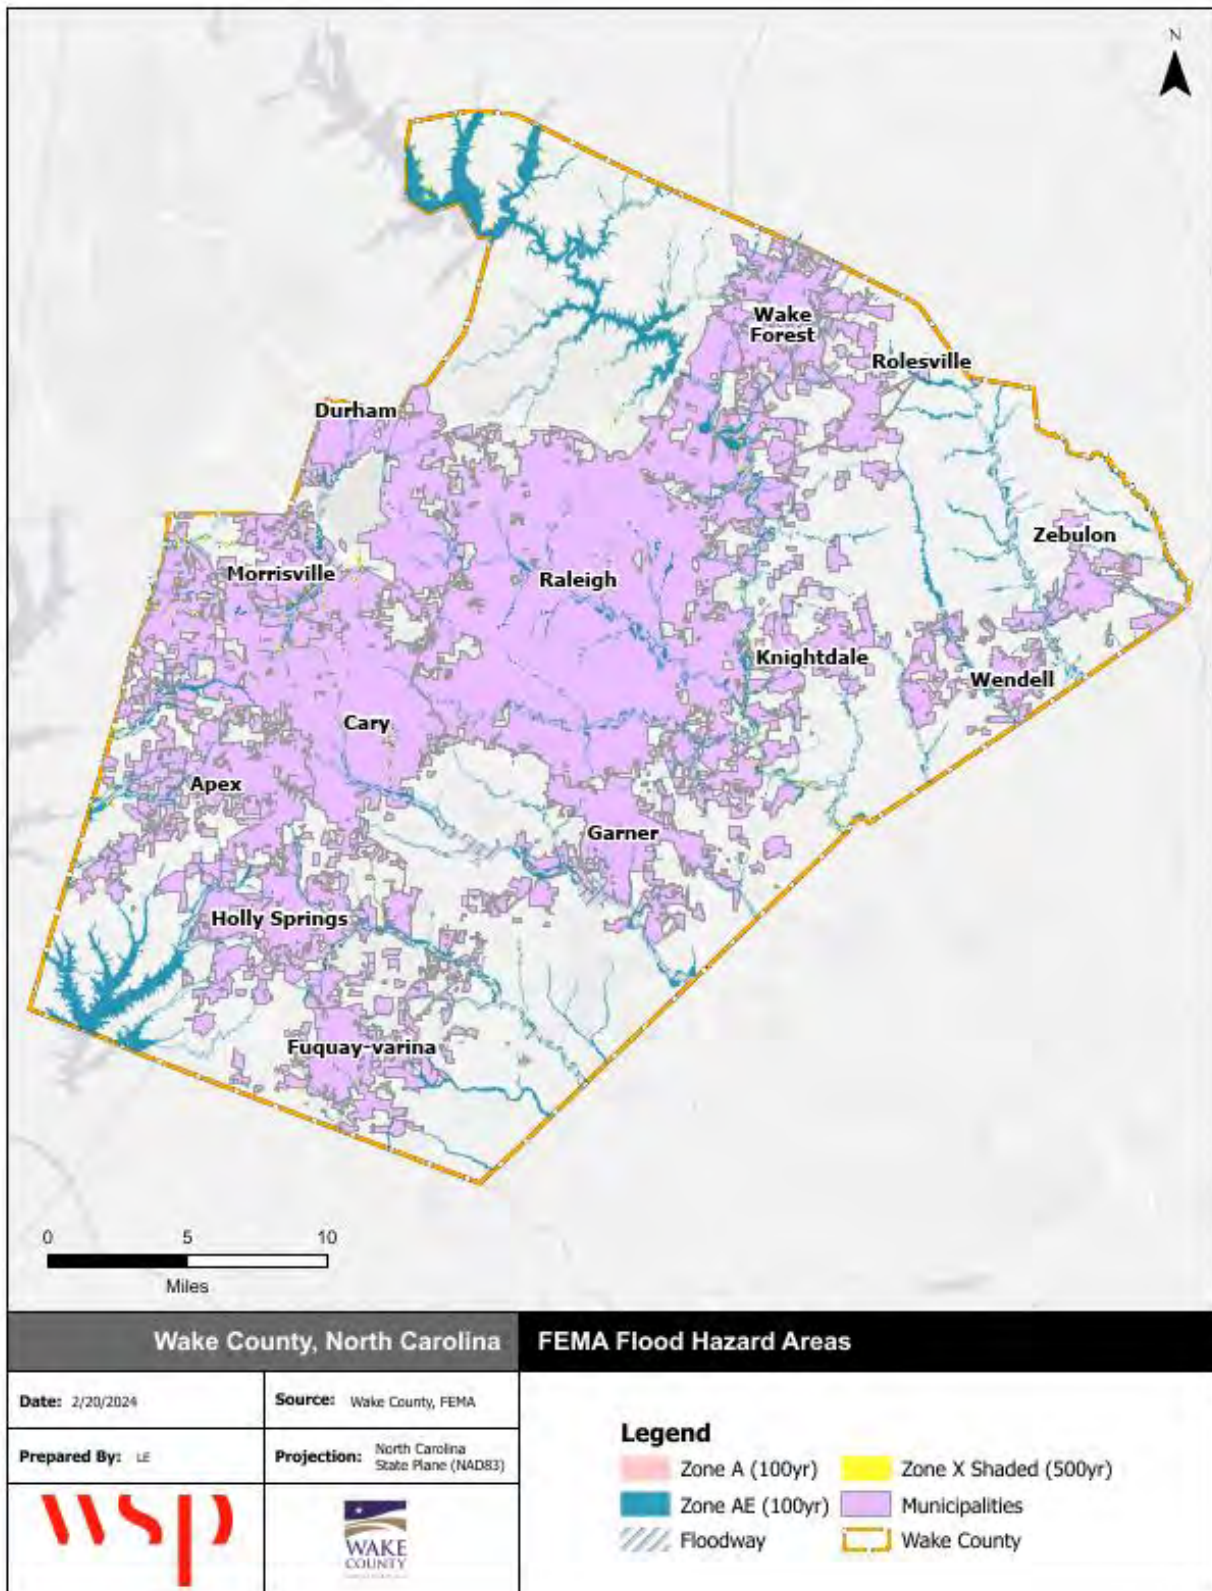 N
Wake
Forest
Rolesville
Durham
Zebulon
Morrisville
Raleigh
Knightdale
Wendell
Cary
Apex
Garner
Holly Springs
Fuquay-varina
0 5 10
Miles
Wake County, North Carolina
FEMA Flood Hazard Areas
Date: 2/20/2024
Source: Wake County, FEMA
Prepared By: LE
Projection: North Carolina
State Plane (NAD83)
wsp
WAKE
COUNTY
Legend
Zone A (100yr)
Zone X Shaded (500yr)
Zone AE (100yr)
Municipalities
Floodway
Wake County